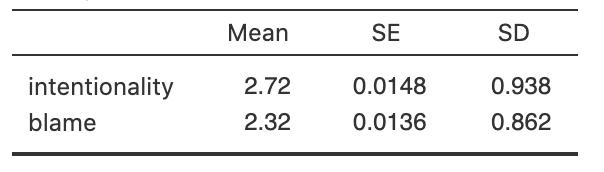 Mean SE SD
intentionality 2.72 0.0148 0.938
blame 2.32 0.0136 0.862